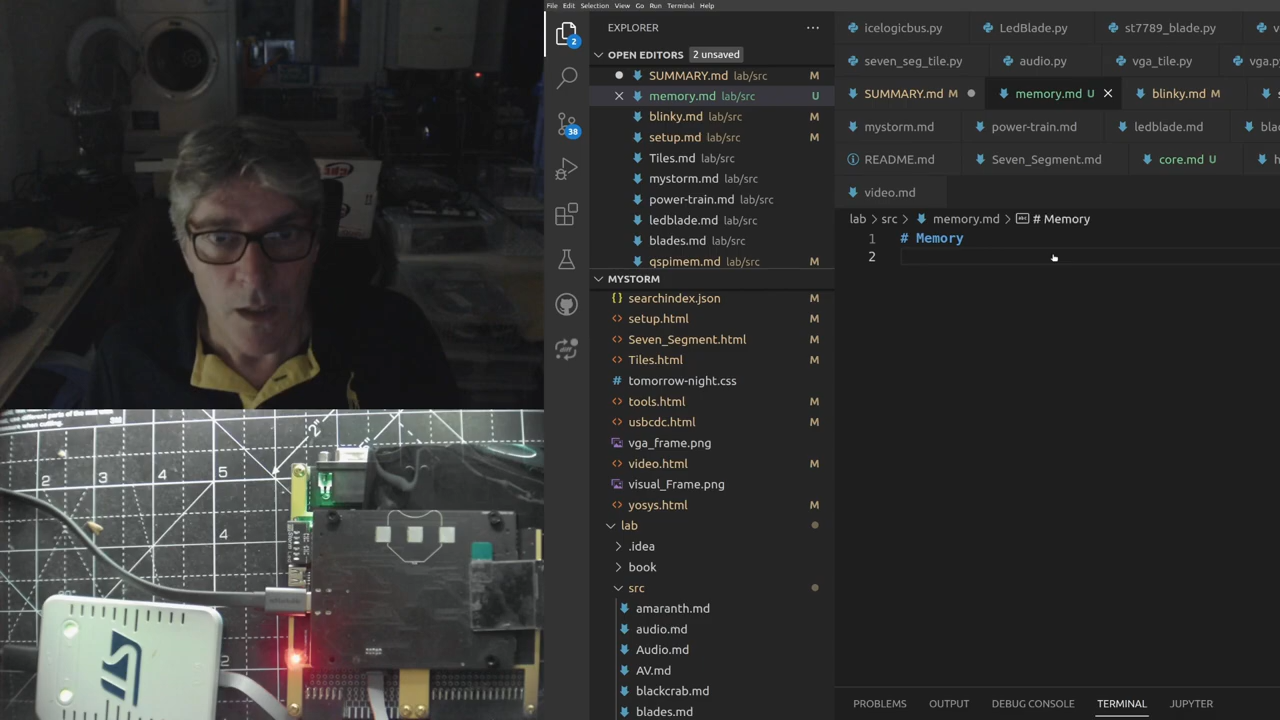 File Edit Selection View Go Run Terminal Help
EXPLORER
OPEN EDITORS 2 unsaved
SUMMARY.md lab/src M
memory.md lab/src U
blinky.md lab/src M
setup.md lab/src M
Tiles.md lab/src
mystorm.md lab/src
power-train.md lab/src
ledblade.md lab/src
blades.md lab/src
qspimem.md lab/src M
MYSTORM
searchindex.json M
setup.html M
Seven_Segment.html M
Tiles.html M
tomorrow-night.css
tools.html M
usbcdc.html M
vga_frame.png
video.html M
visual_Frame.png
yosys.html M
lab
.idea
book
src
amaranth.md
audio.md
Audio.md
AV.md
blackcrab.md
blades.md
2
38
icelogicbus.py LedBlade.py st7789_blade.py
seven_seg_tile.py audio.py vga_tile.py vga.py
SUMMARY.md M memory.md U blinky.md M
mystorm.md power-train.md ledblade.md
README.md Seven_Segment.md core.md U
video.md
lab > src > memory.md > # Memory
1 # Memory
2
PROBLEMS OUTPUT DEBUG CONSOLE TERMINAL JUPYTER
2"
2 3 4 5
4
2